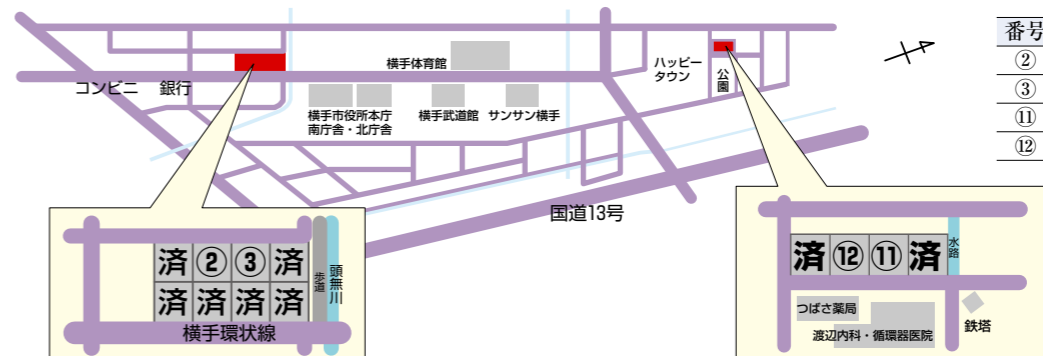 番号
②
③
⑪
⑫
横手体育館
ハッピー
タウン
公園
コンビニ
銀行
横手市役所本庁
南庁舎・北庁舎
横手武道館
サンサン横手
国道13号
済 ② ③ 済
済 済 済 済
歩道
頭無川
横手環状線
済 ⑫ ⑪ 済
水路
つばさ薬局
渡辺内科・循環器医院
鉄塔